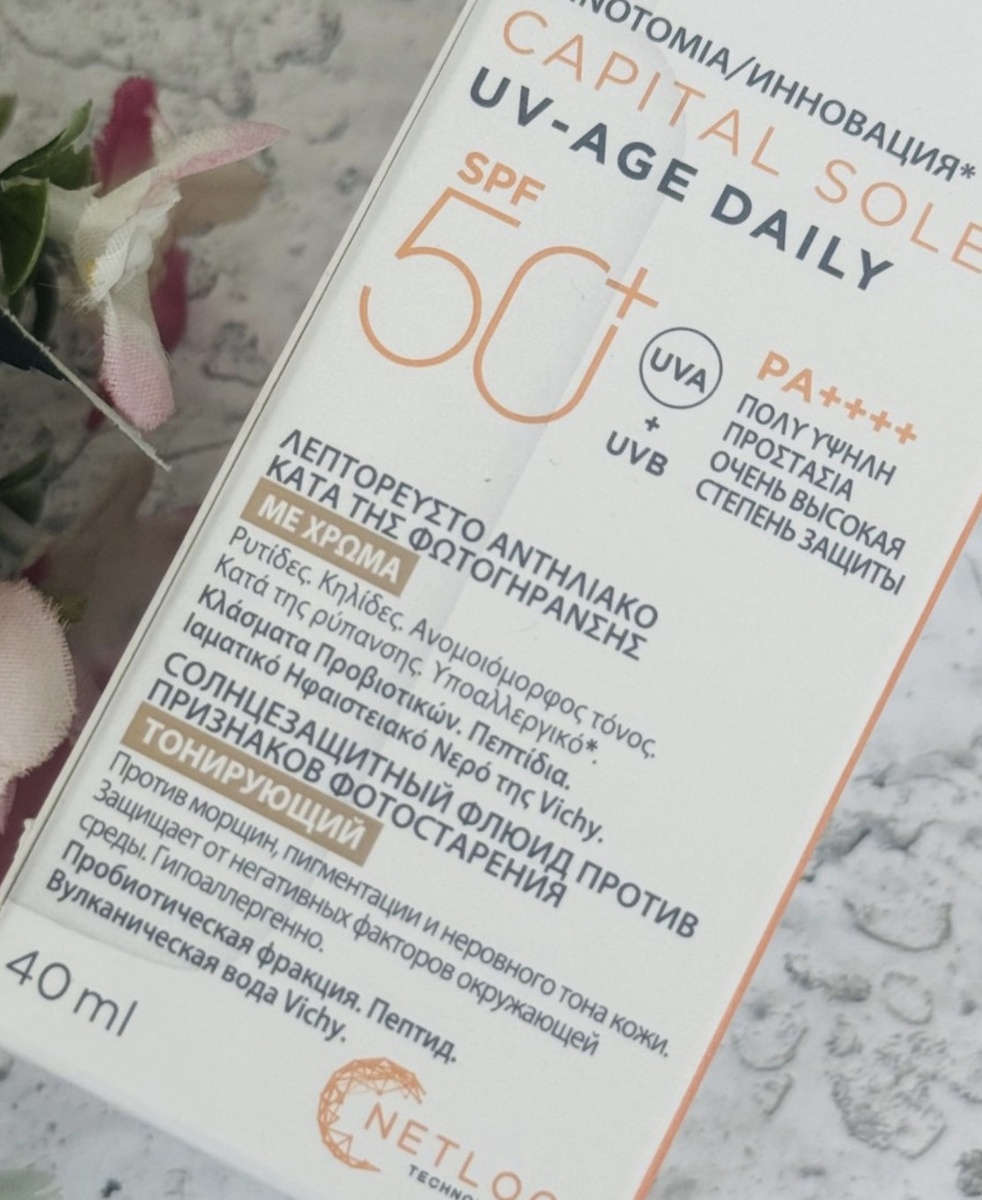 ΙΝΟΤΟΜΙΑ/ИННОВАЦИЯ*
CAPITAL SOLE
UV-AGE DAILY
SPF
50+
UVA
+
UVB
PA++++
ΠΟΛΥ ΥΨΗΛΗ
ΠΡΟΣΤΑΣΙΑ
ОЧЕНЬ ВЫСОКАЯ
СТЕПЕНЬ ЗАЩИТЫ
ΛΕΠΤΟΡΕΥΣΤΟ ΑΝΤΗΛΙΑΚΟ
ΚΑΤΑ ΤΗΣ ΦΩΤΟΓΗΡΑΝΣΗΣ
ΜΕ ΧΡΩΜΑ
Ρυτίδες. Κηλίδες. Ανομοιόμορφος τόνος.
Κατά της ρύπανσης. Υποαλλεργικό*.
Κλάσματα Προβιοτικών. Πεπτίδια.
Ιαματικό Ηφαιστειακό Νερό της Vichy.
СОЛНЦЕЗАЩИТНЫЙ ФЛЮИД ПРОТИВ
ПРИЗНАКОВ ФОТОСТАРЕНИЯ
ТОНИРУЮЩИЙ
Против морщин, пигментации и неровного тона кожи.
Защищает от негативных факторов окружающей
среды. Гипоаллергенно.
Пробиотическая фракция. Пептид.
Вулканическая вода Vichy.
40 ml
NETLOC
TECHNO